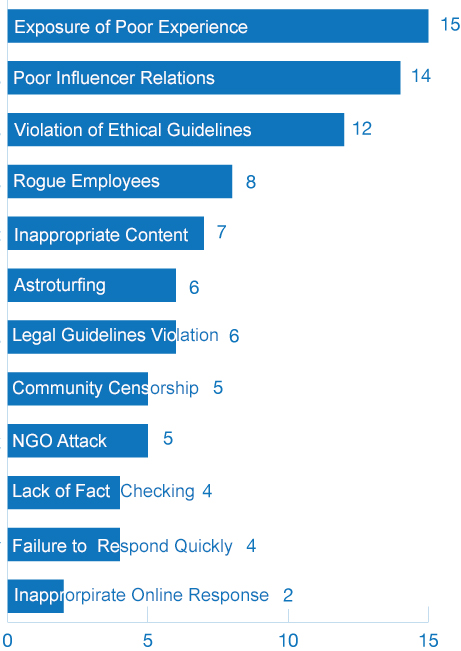 Exposure of Poor Experience 15
Poor Influencer Relations 14
Violation of Ethical Guidelines 12
Rogue Employees 8
Inappropriate Content 7
Astroturfing 6
Legal Guidelines Violation 6
Community Censorship 5
NGO Attack 5
Lack of Fact Checking 4
Failure to Respond Quickly 4
Inapprorpirate Online Response 2
0 5 10 15